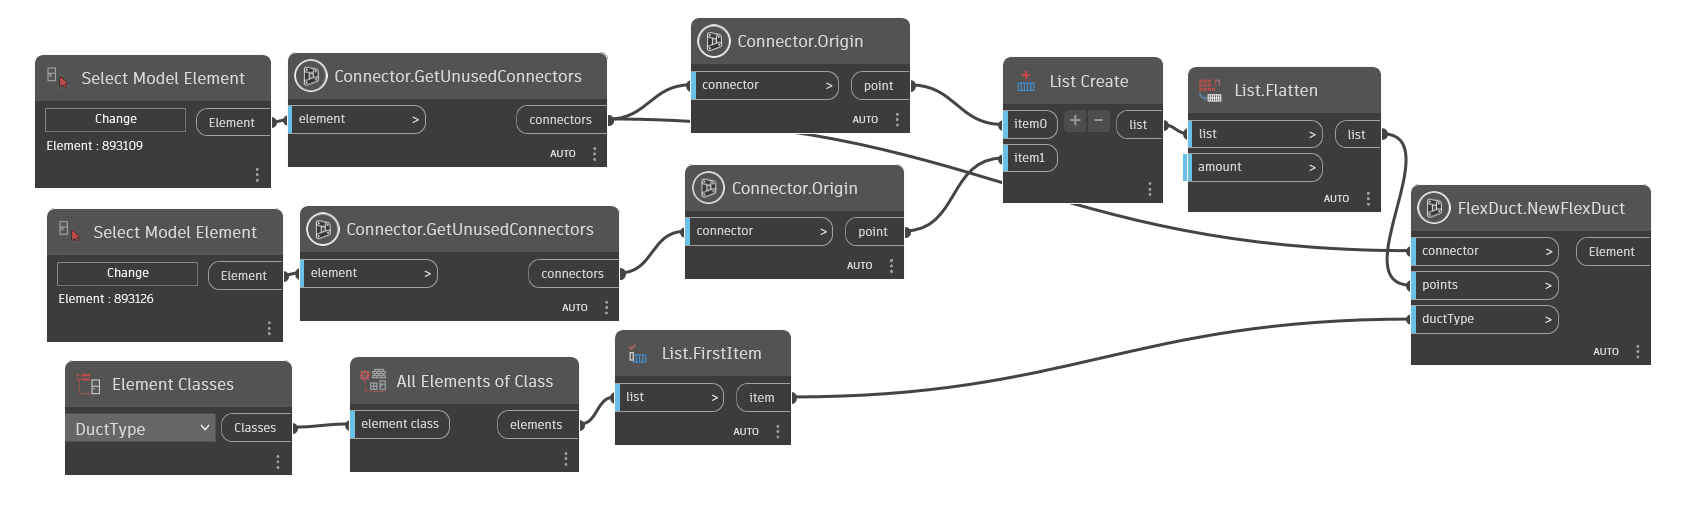 Select Model Element
Change
Element
Element : 893109
Connector.GetUnusedConnectors
element >
connectors
AUTO
Connector.Origin
connector >
point
AUTO
List Create
item0
+ -
list
item1
List.Flatten
list >
list
amount >
AUTO
Select Model Element
Change
Element
Element : 893126
Connector.GetUnusedConnectors
element >
connectors
AUTO
Connector.Origin
connector >
point
AUTO
FlexDuct.NewFlexDuct
connector >
Element
points >
ductType >
AUTO
Element Classes
DuctType
Classes
All Elements of Class
element class
elements
List.FirstItem
list >
item
AUTO